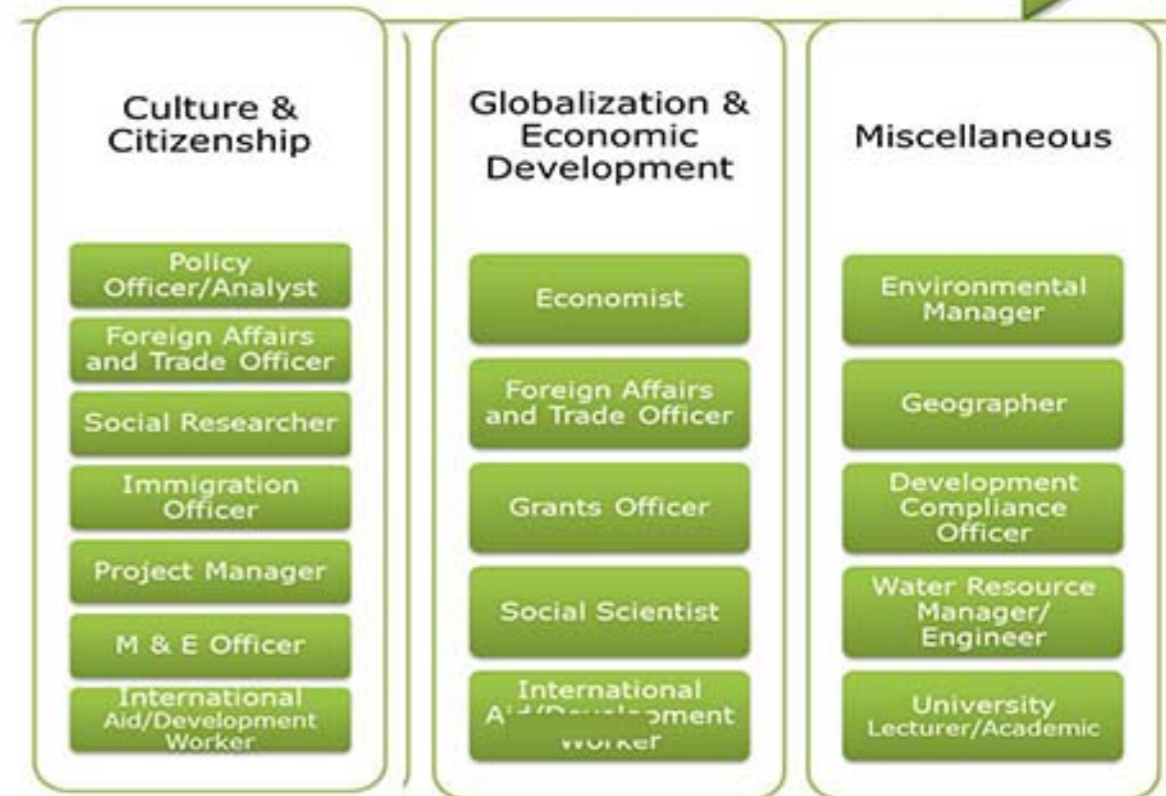 Culture &
Citizenship
Policy
Officer/Analyst
Foreign Affairs
and Trade Officer
Social Researcher
Immigration
Officer
Project Manager
M & E Officer
International
Aid/Development
Worker
Globalization &
Economic
Development
Economist
Foreign Affairs
and Trade Officer
Grants Officer
Social Scientist
International
Miscellaneous
Environmental
Manager
Geographer
Development
Compliance
Officer
Water Resource
Manager/
Engineer
University
Lecturer/Academic